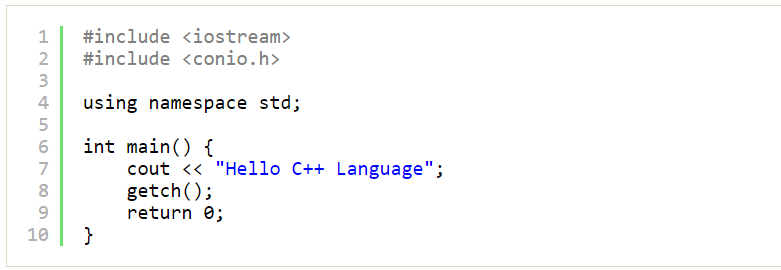 1 #include <iostream>
2 #include <conio.h>
3
4 using namespace std;
5
6 int main() {
7     cout << "Hello C++ Language";
8     getch();
9     return 0;
10 }